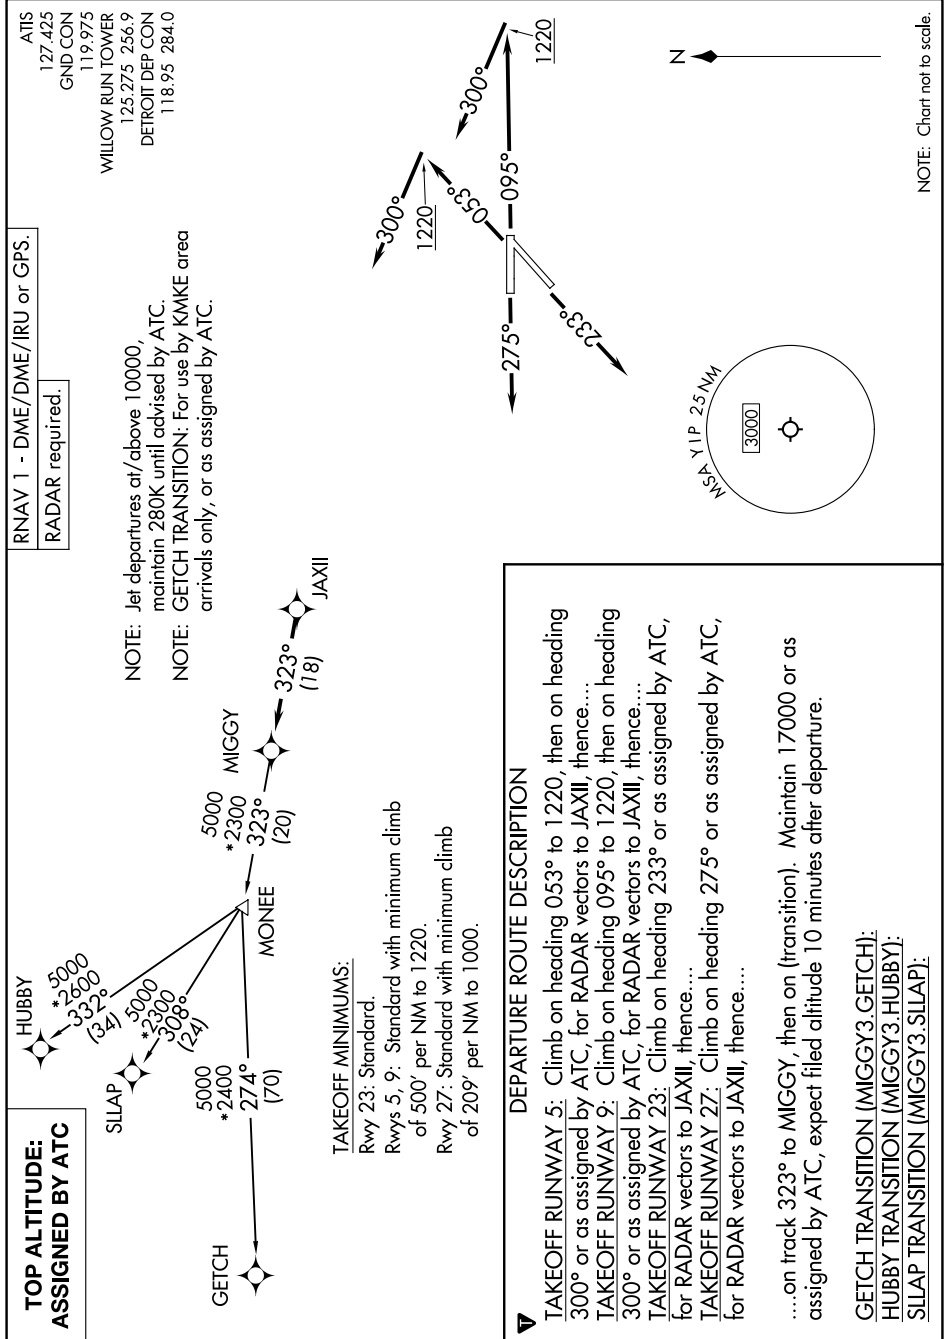 TOP ALTITUDE:
ASSIGNED BY ATC
RNAV 1 - DME/DME/IRU or GPS.
RADAR required.
ATIS
127.425
GND CON
119.975
WILLOW RUN TOWER
125.275 256.9
DETROIT DEP CON
118.95 284.0
NOTE: Jet departures at/above 10000,
maintain 280K until advised by ATC.
NOTE: GETCH TRANSITION: For use by KMKE area
arrivals only, or as assigned by ATC.
HUBBY
5000
*2600
332°
(34)
SLLAP
5000
*2300
308°
(24)
GETCH
5000
*2400
274°
(70)
MONEE
5000
*2300
323°
(20)
MIGGY
323°
(18)
JAXII
300°
1220
053°
300°
1220
095°
275°
233°
N
MSA YIP 25 NM
3000
NOTE: Chart not to scale.
TAKEOFF MINIMUMS:
Rwy 23: Standard.
Rwys 5, 9: Standard with minimum climb
of 500' per NM to 1220.
Rwy 27: Standard with minimum climb
of 209' per NM to 1000.
DEPARTURE ROUTE DESCRIPTION
T
TAKEOFF RUNWAY 5: Climb on heading 053° to 1220, then on heading
300° or as assigned by ATC, for RADAR vectors to JAXII, thence....
TAKEOFF RUNWAY 9: Climb on heading 095° to 1220, then on heading
300° or as assigned by ATC, for RADAR vectors to JAXII, thence....
TAKEOFF RUNWAY 23: Climb on heading 233° or as assigned by ATC,
for RADAR vectors to JAXII, thence....
TAKEOFF RUNWAY 27: Climb on heading 275° or as assigned by ATC,
for RADAR vectors to JAXII, thence....
....on track 323° to MIGGY, then on (transition). Maintain 17000 or as
assigned by ATC, expect filed altitude 10 minutes after departure.
GETCH TRANSITION (MIGGY3.GETCH):
HUBBY TRANSITION (MIGGY3.HUBBY):
SLLAP TRANSITION (MIGGY3.SLLAP):